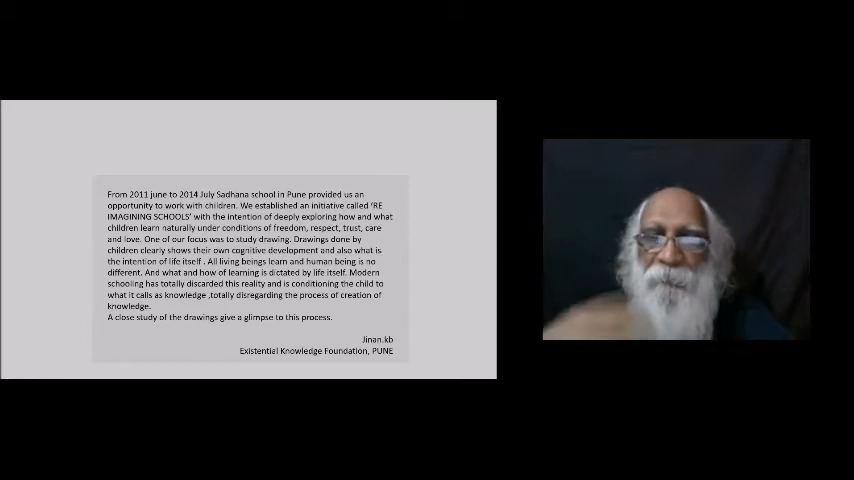 From 2011 june to 2014 July Sadhana school in Pune provided us an
opportunity to work with children. We established an initiative called 'RE
IMAGINING SCHOOLS' with the intention of deeply exploring how and what
children learn naturally under conditions of freedom, respect, trust, care
and love. One of our focus was to study drawing. Drawings done by
children clearly shows their own cognitive development and also what is
the intention of life itself . All living beings learn and human being is no
different. And what and how of learning is dictated by life itself. Modern
schooling has totally discarded this reality and is conditioning the child to
what it calls as knowledge ,totally disregarding the process of creation of
knowledge.
A close study of the drawings give a glimpse to this process.
Jinan.kb
Existential Knowledge Foundation, PUNE